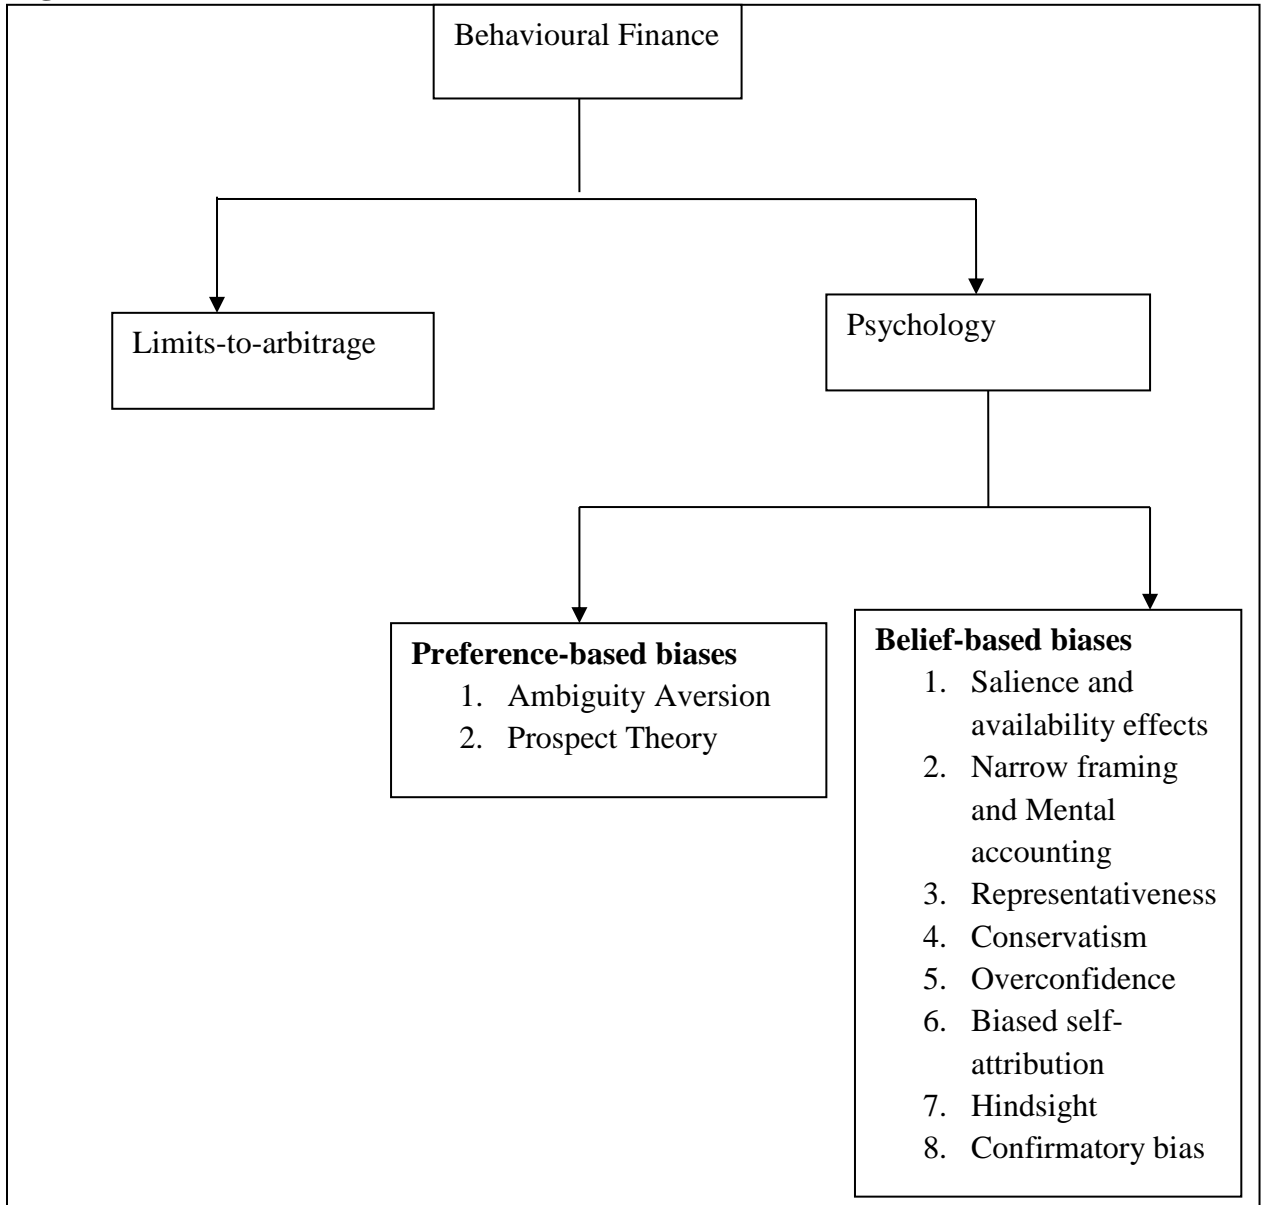 Behavioural Finance
Limits-to-arbitrage
Psychology
Preference-based biases
1. Ambiguity Aversion
2. Prospect Theory
Belief-based biases
1. Salience and
availability effects
2. Narrow framing
and Mental
accounting
3. Representativeness
4. Conservatism
5. Overconfidence
6. Biased self-
attribution
7. Hindsight
8. Confirmatory bias